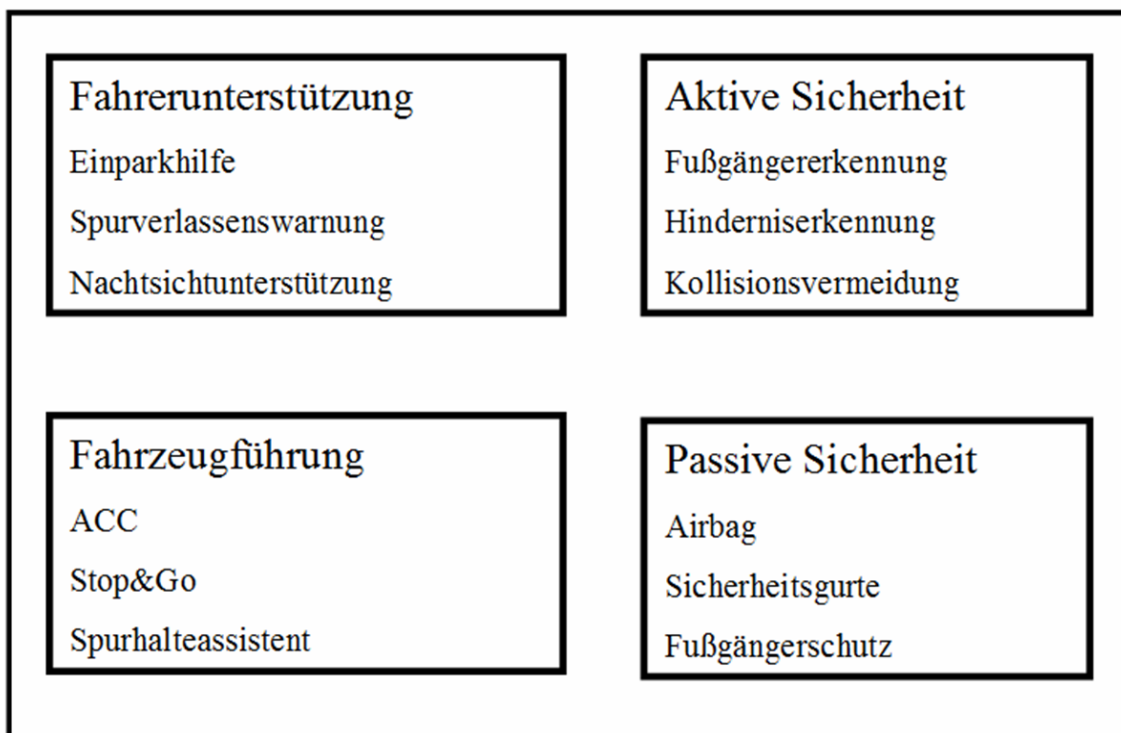 Fahrerunterstützung
Einparkhilfe
Spurverlassenswarnung
Nachtsichtunterstützung
Aktive Sicherheit
Fußgängererkennung
Hinderniserkennung
Kollisionsvermeidung
Fahrzeugführung
ACC
Stop&Go
Spurhalteassistent
Passive Sicherheit
Airbag
Sicherheitsgurte
Fußgängerschutz